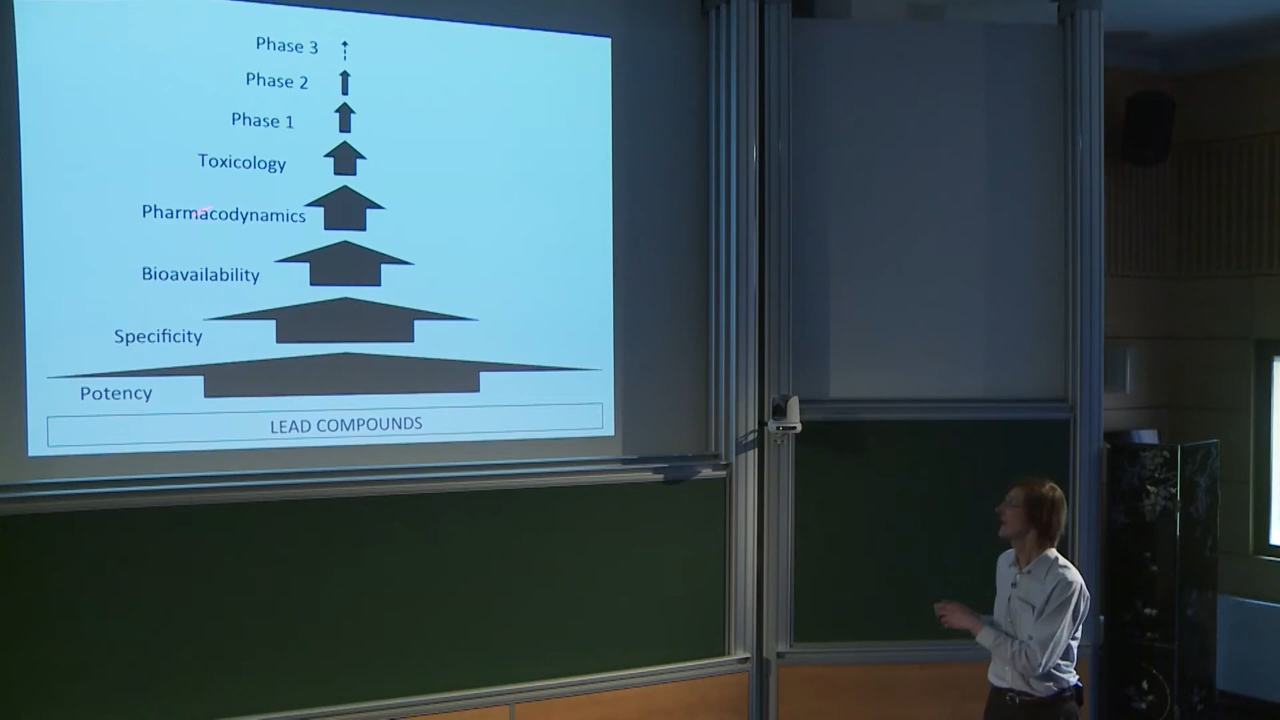 Phase 3
Phase 2
Phase 1
Toxicology
Pharmacodynamics
Bioavailability
Specificity
Potency
LEAD COMPOUNDS